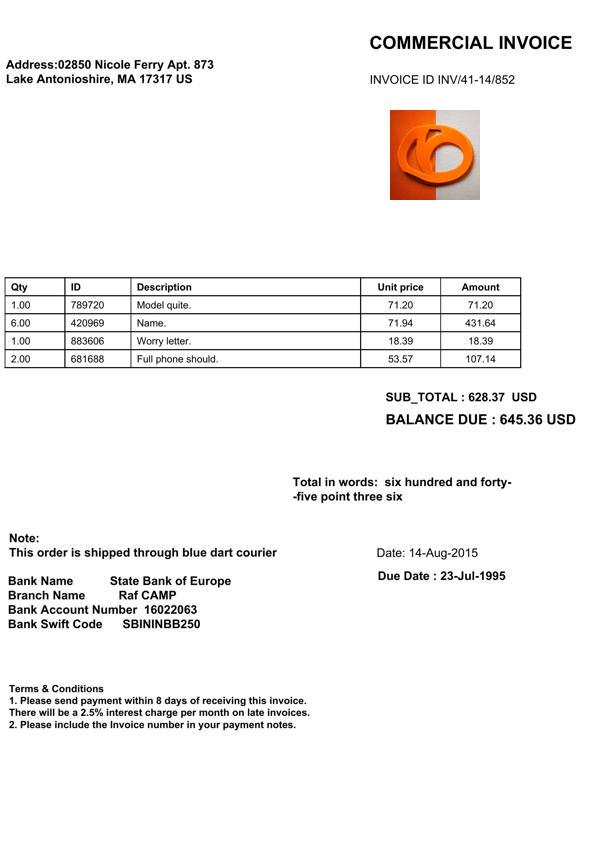 COMMERCIAL INVOICE
Address:02850 Nicole Ferry Apt. 873
Lake Antonioshire, MA 17317 US
INVOICE ID INV/41-14/852
Qty ID Description Unit price Amount
1.00 789720 Model quite. 71.20 71.20
6.00 420969 Name. 71.94 431.64
1.00 883606 Worry letter. 18.39 18.39
2.00 681688 Full phone should. 53.57 107.14
SUB_TOTAL : 628.37 USD
BALANCE DUE : 645.36 USD
Total in words: six hundred and forty-
-five point three six
Note:
This order is shipped through blue dart courier
Date: 14-Aug-2015
Due Date : 23-Jul-1995
Bank Name State Bank of Europe
Branch Name Raf CAMP
Bank Account Number 16022063
Bank Swift Code SBININBB250
Terms & Conditions
1. Please send payment within 8 days of receiving this invoice.
There will be a 2.5% interest charge per month on late invoices.
2. Please include the Invoice number in your payment notes.